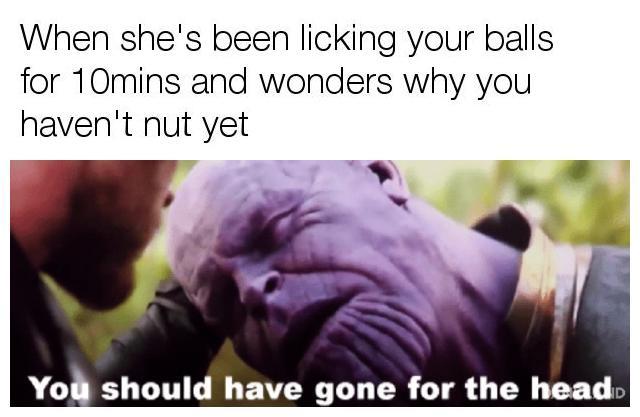 When she's been licking your balls
for 10mins and wonders why you
haven't nut yet
You should have gone for the head